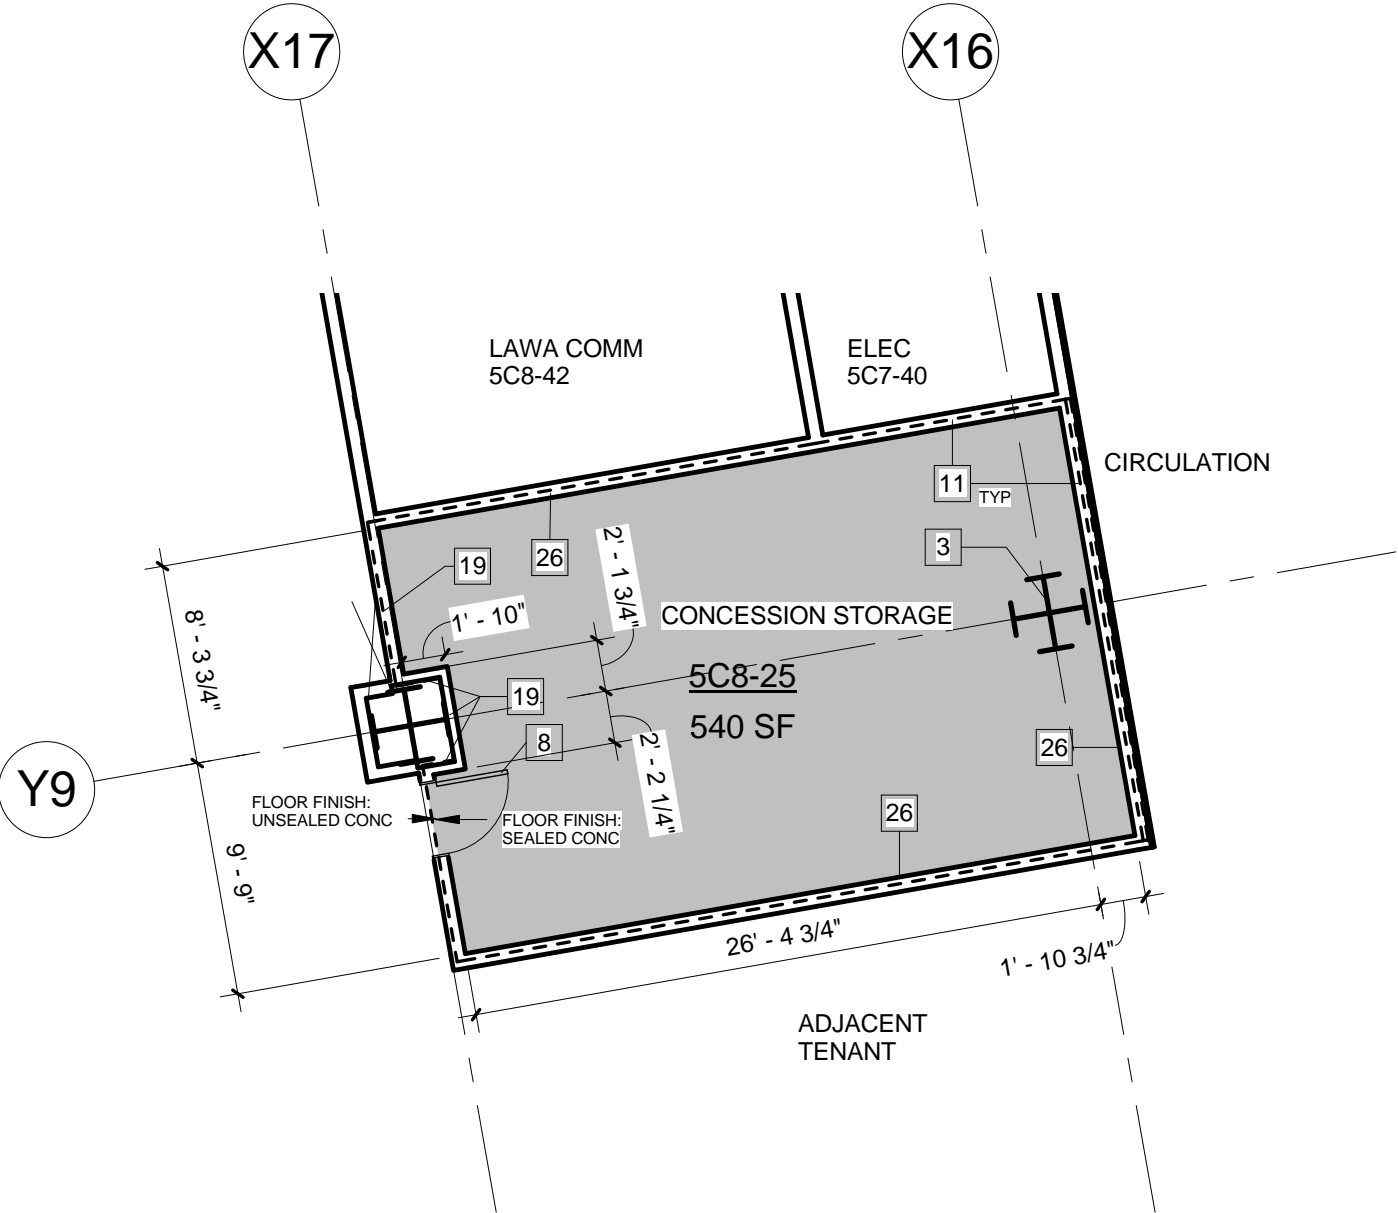 X17
X16
LAWA COMM
5C8-42
ELEC
5C7-40
CIRCULATION
11
TYP
3
26
19
2' - 1 3/4"
1' - 10"
8' - 3 3/4"
CONCESSION STORAGE
5C8-25
540 SF
19
8
26
2' - 2 1/4"
Y9
FLOOR FINISH:
UNSEALED CONC
FLOOR FINISH:
SEALED CONC
26
9' - 9"
26' - 4 3/4"
1' - 10 3/4"
ADJACENT
TENANT